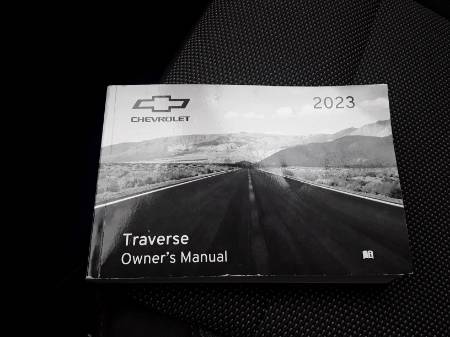 CHEVROLET
2023
Traverse
Owner's Manual